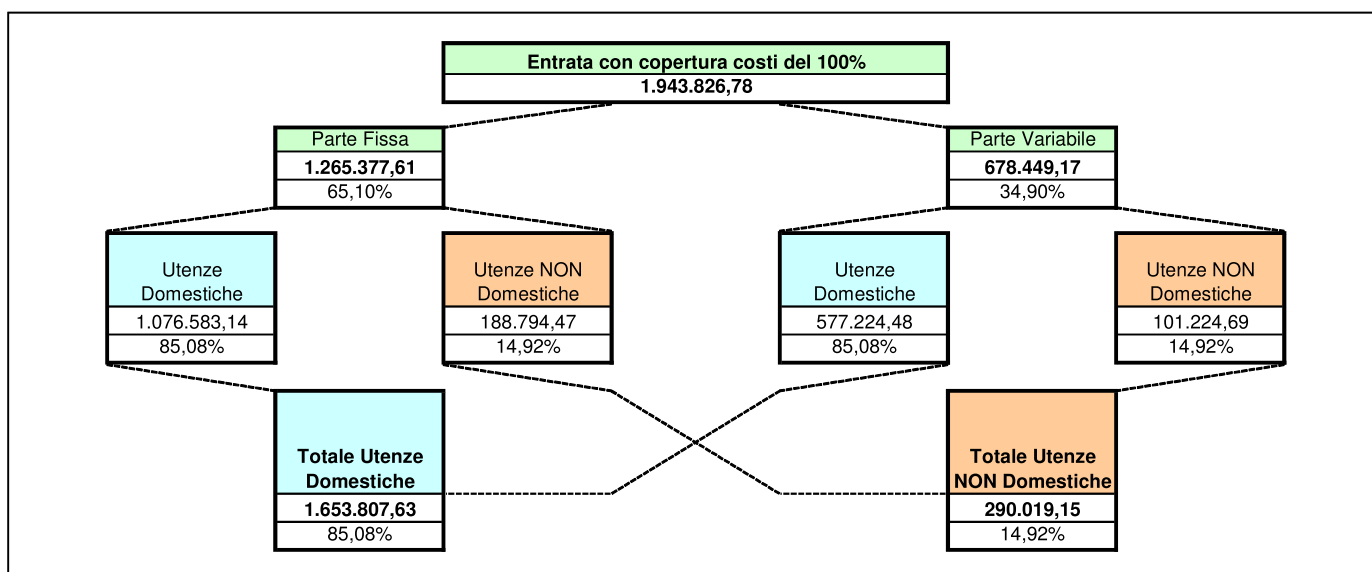 Entrata con copertura costi del 100%
1.943.826,78
Parte Fissa
1.265.377,61
65,10%
Parte Variabile
678.449,17
34,90%
Utenze
Domestiche
1.076.583,14
85,08%
Utenze NON
Domestiche
188.794,47
14,92%
Utenze
Domestiche
577.224,48
85,08%
Utenze NON
Domestiche
101.224,69
14,92%
Totale Utenze
Domestiche
1.653.807,63
85,08%
Totale Utenze
NON Domestiche
290.019,15
14,92%